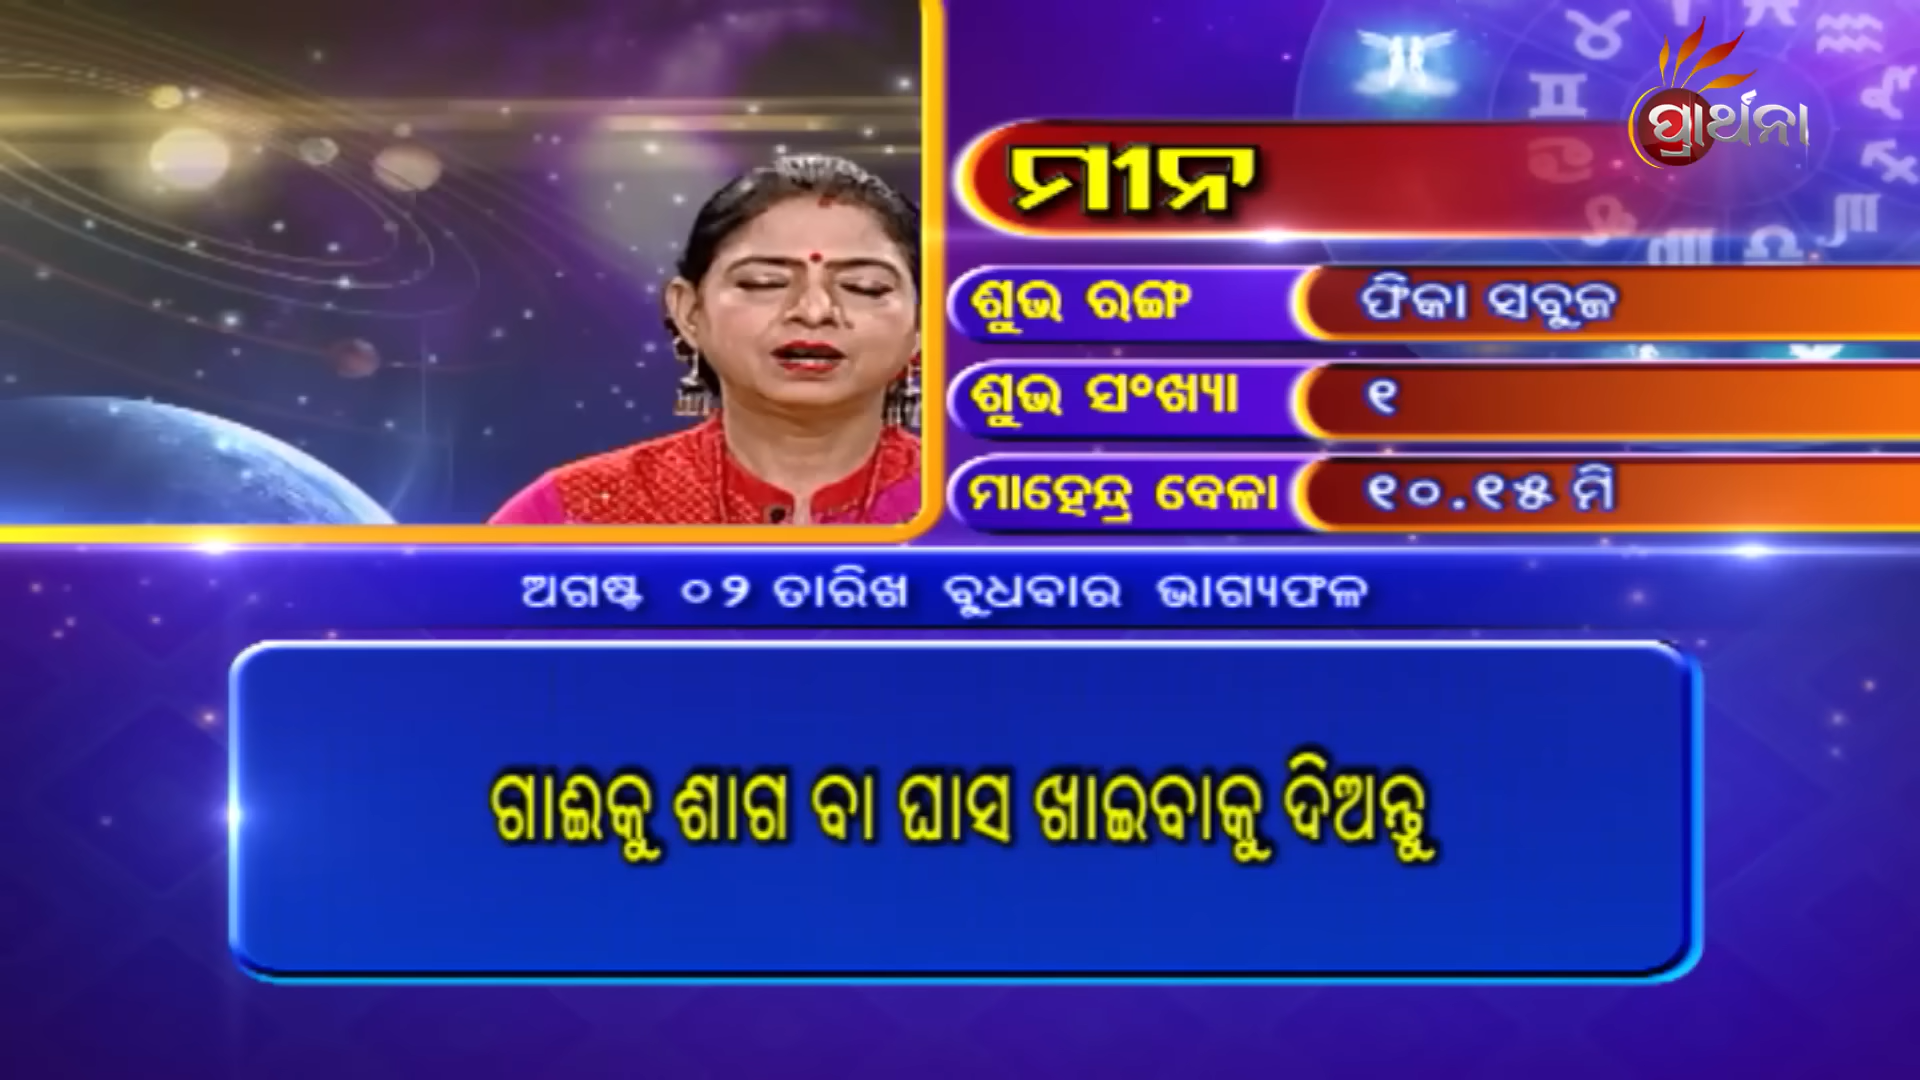 ପ୍ରାର୍ଥନା
ମୀନ
ଶୁଭ ରଙ୍ଗ ଫିକା ସବୁଜ
ଶୁଭ ସଂଖ୍ୟା ୧
ମାହେନ୍ଦ୍ର ବେଳା ୧୦.୧୫ ମି
ଅଗଷ୍ଟ ୦୨ ତାରିଖ ବୁଧବାର ଭାଗ୍ୟଫଳ
ଗାଈକୁ ଶାଗ ବା ଘାସ ଖାଇବାକୁ ଦିଅନ୍ତୁ